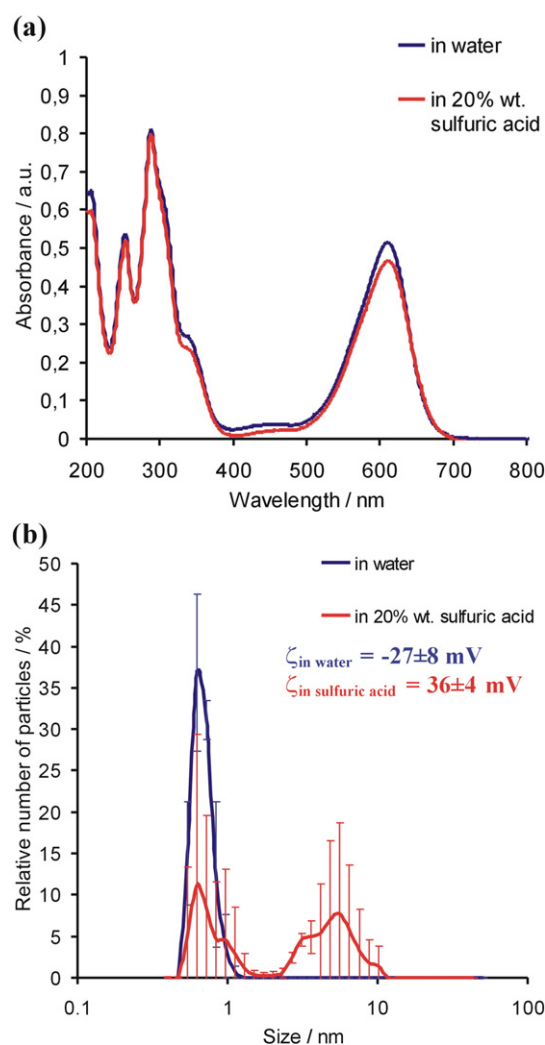 (a)
in water
in 20% wt.
sulfuric acid
1
0,9
0,8
0,7
0,6
0,5
0,4
0,3
0,2
0,1
0
Absorbance / a.u.
200 300 400 500 600 700 800
Wavelength / nm
(b)
in water
in 20% wt. sulfuric acid
ζin water = -27±8 mV
ζin sulfuric acid = 36±4 mV
50
45
40
35
30
25
20
15
10
5
0
Relative number of particles / %
0.1 1 10 100
Size / nm